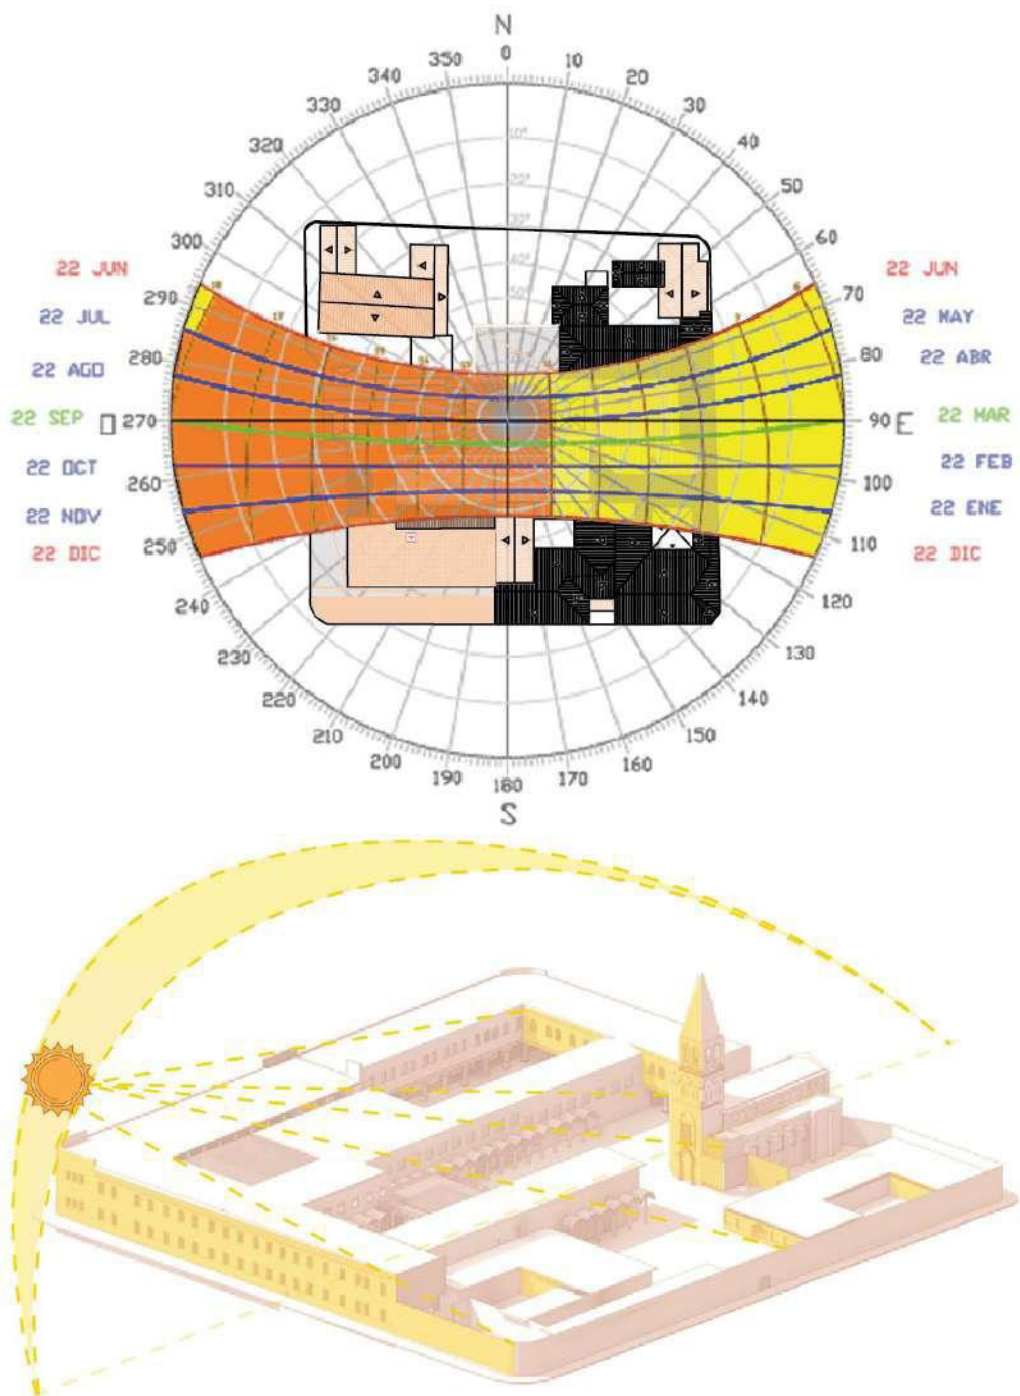 N
0
350 10
340 20
330 30
320 40
310 50
300 60
10°
22 JUN 290 70 22 JUN
22 JUL 22 MAY
22 AGO 280 80 22 ABR
22 SEP O 270 90 E 22 MAR
22 OCT 260 100 22 FEB
22 NOV 22 ENE
22 DIC 250 110 22 DIC
240 120
230 130
220 140
210 150
200 160
190 170
180
S